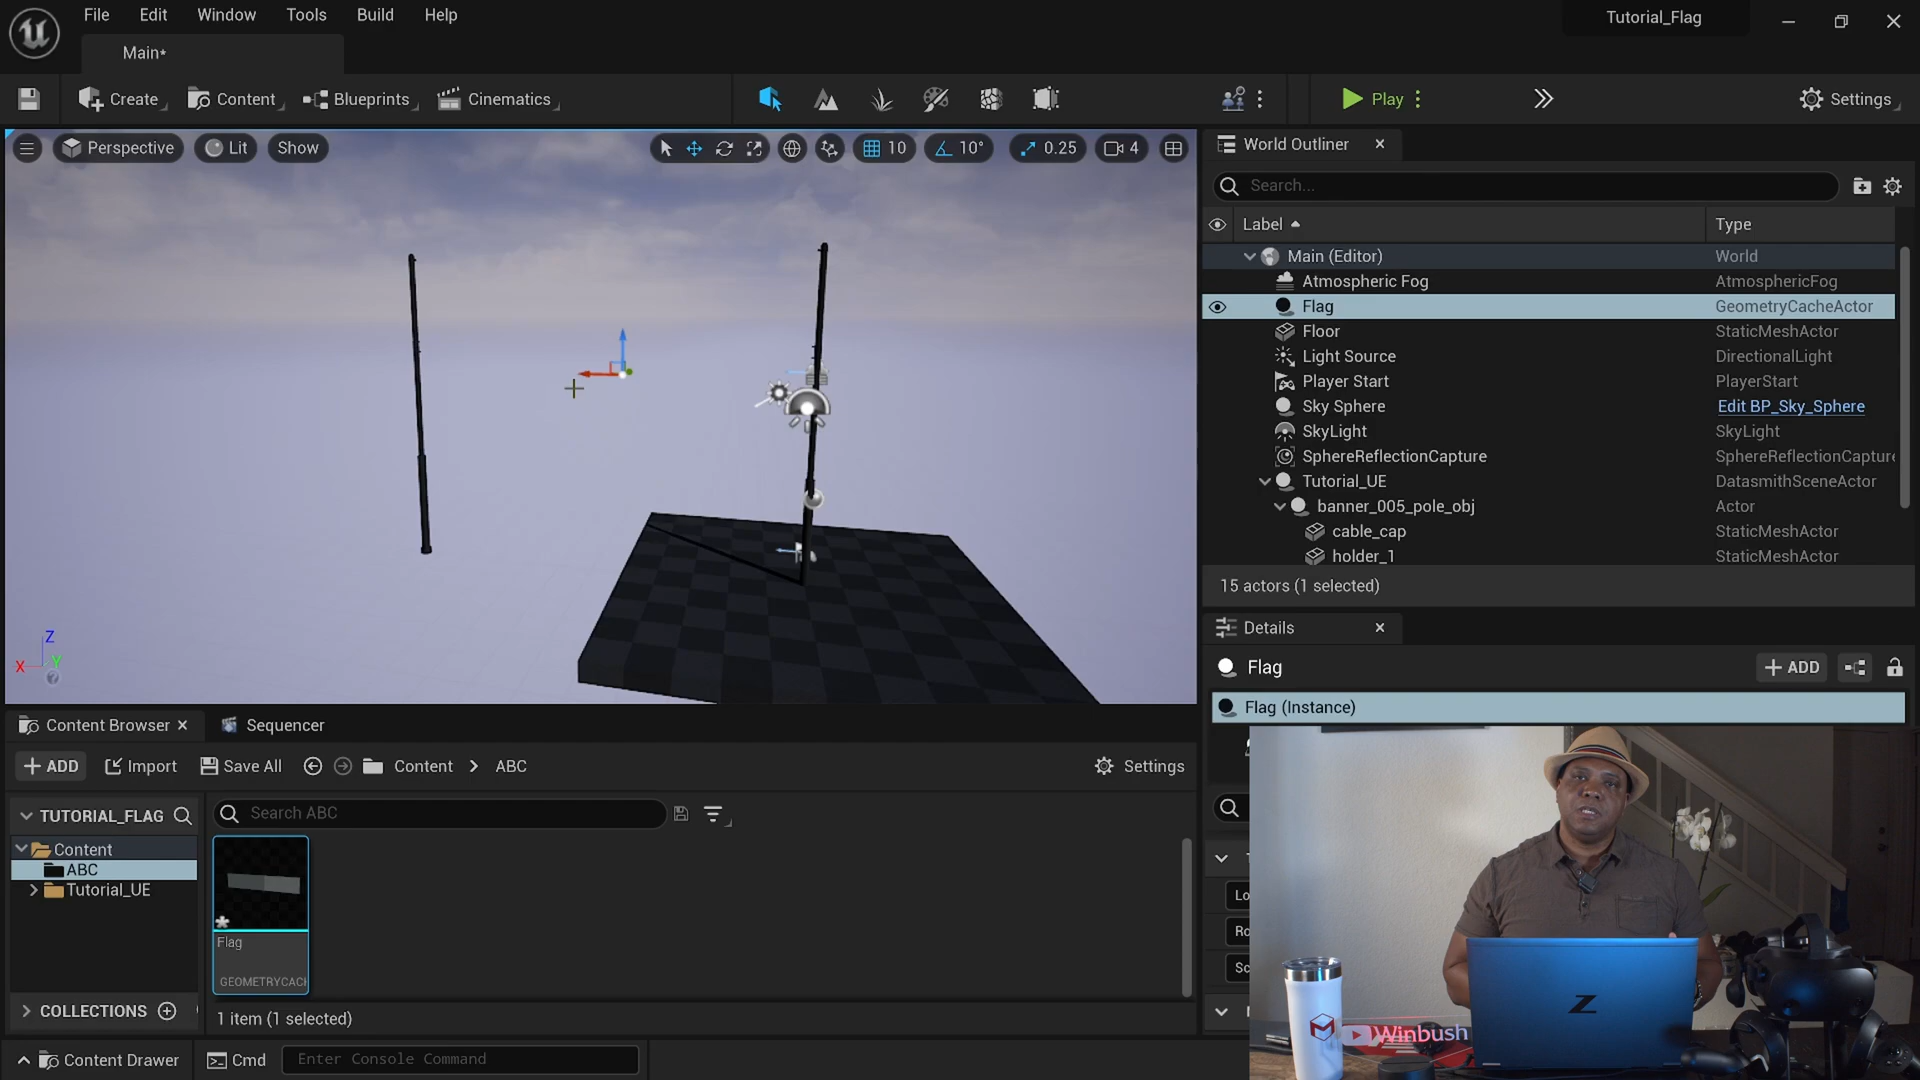 File Edit Window Tools Build Help
Tutorial_Flag
Main*
Create Content Blueprints Cinematics
Play
Settings
Perspective Lit Show
10 10° 0.25 4
World Outliner
Search...
Label Type
Main (Editor) World
Atmospheric Fog AtmosphericFog
Flag GeometryCacheActor
Floor StaticMeshActor
Light Source DirectionalLight
Player Start PlayerStart
Sky Sphere Edit BP_Sky_Sphere
SkyLight SkyLight
SphereReflectionCapture SphereReflectionCapture
Tutorial_UE DatasmithSceneActor
banner_005_pole_obj Actor
cable_cap StaticMeshActor
holder_1 StaticMeshActor
15 actors (1 selected)
Details
Flag
+ ADD
Flag (Instance)
Lo
Ro
Sc
Z
Y
X
Content Browser Sequencer
+ ADD Import Save All Content > ABC Settings
TUTORIAL_FLAG
Search ABC
Content
ABC
Tutorial_UE
Flag
GEOMETRYCACH
COLLECTIONS
1 item (1 selected)
Content Drawer
Cmd
Enter Console Command
Winbush